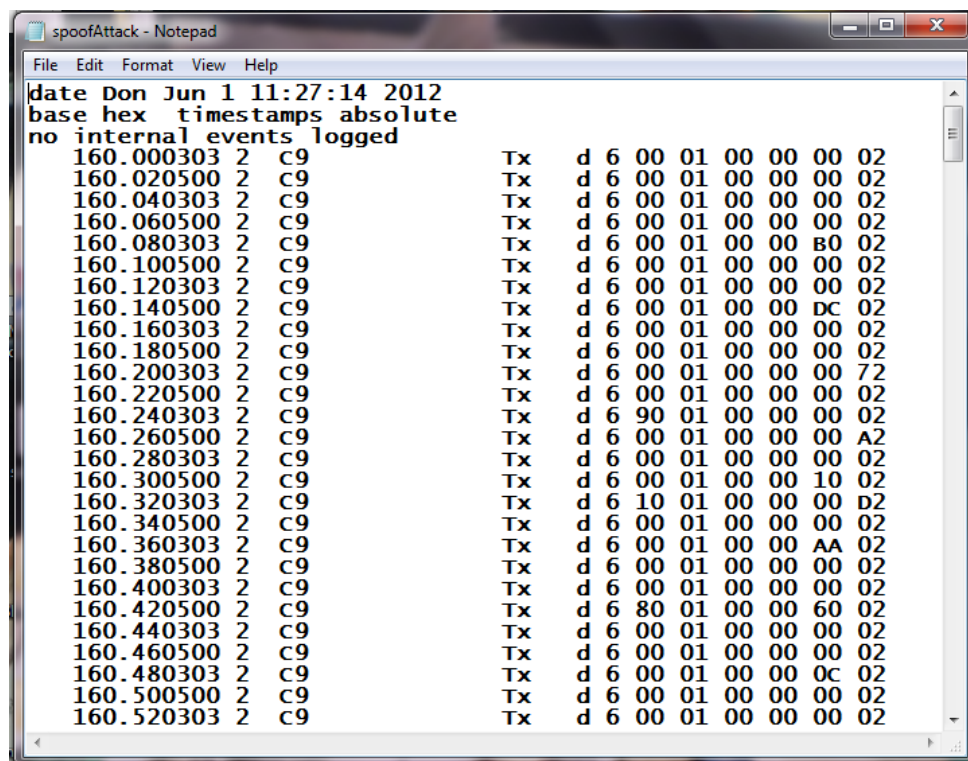 spoofAttack - Notepad
File Edit Format View Help
date Don Jun 1 11:27:14 2012
base hex timestamps absolute
no internal events logged
160.000303 2 C9 Tx d 6 00 01 00 00 00 02
160.020500 2 C9 Tx d 6 00 01 00 00 00 02
160.040303 2 C9 Tx d 6 00 01 00 00 00 02
160.060500 2 C9 Tx d 6 00 01 00 00 00 02
160.080303 2 C9 Tx d 6 00 01 00 00 B0 02
160.100500 2 C9 Tx d 6 00 01 00 00 00 02
160.120303 2 C9 Tx d 6 00 01 00 00 00 02
160.140500 2 C9 Tx d 6 00 01 00 00 DC 02
160.160303 2 C9 Tx d 6 00 01 00 00 00 02
160.180500 2 C9 Tx d 6 00 01 00 00 00 02
160.200303 2 C9 Tx d 6 00 01 00 00 00 72
160.220500 2 C9 Tx d 6 00 01 00 00 00 02
160.240303 2 C9 Tx d 6 90 01 00 00 00 02
160.260500 2 C9 Tx d 6 00 01 00 00 00 A2
160.280303 2 C9 Tx d 6 00 01 00 00 00 02
160.300500 2 C9 Tx d 6 00 01 00 00 10 02
160.320303 2 C9 Tx d 6 10 01 00 00 00 D2
160.340500 2 C9 Tx d 6 00 01 00 00 00 02
160.360303 2 C9 Tx d 6 00 01 00 00 AA 02
160.380500 2 C9 Tx d 6 00 01 00 00 00 02
160.400303 2 C9 Tx d 6 00 01 00 00 00 02
160.420500 2 C9 Tx d 6 80 01 00 00 60 02
160.440303 2 C9 Tx d 6 00 01 00 00 00 02
160.460500 2 C9 Tx d 6 00 01 00 00 00 02
160.480303 2 C9 Tx d 6 00 01 00 00 0C 02
160.500500 2 C9 Tx d 6 00 01 00 00 00 02
160.520303 2 C9 Tx d 6 00 01 00 00 00 02